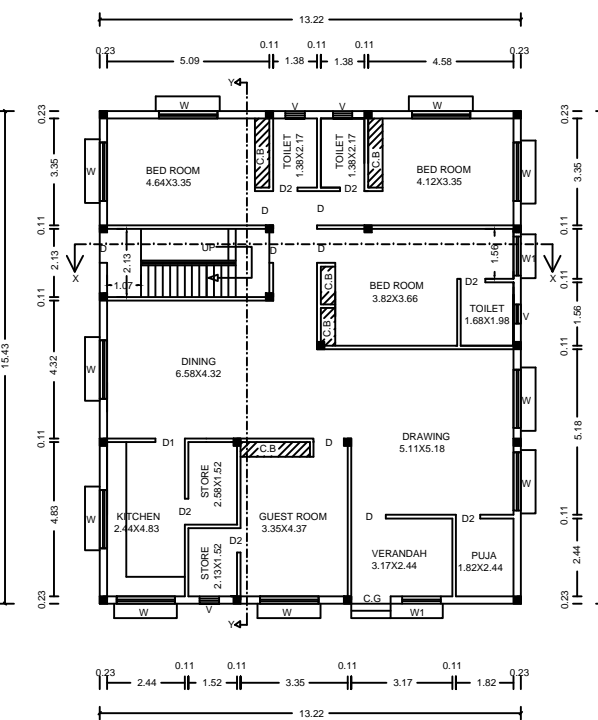 13.22
0.23
5.09
0.11
1.38
0.11
1.38
0.11
4.58
0.23
Y
W
V
V
W
0.23
3.35
0.11
2.13
0.11
4.32
0.11
4.83
0.23
15.43
W
BED ROOM
4.64X3.35
C.B
TOILET
1.38X2.17
TOILET
1.38X2.17
C.B
BED ROOM
4.12X3.35
W
D2
D2
D
D
0.23
3.35
0.11
1.56
0.11
5.18
0.11
2.44
0.23
D
2.13
UP
D
D
1.56
W1
X
1.07
X
C.B
C.B
BED ROOM
3.82X3.66
D2
TOILET
1.68X1.98
V
1.56
0.11
W
DINING
6.58X4.32
W
DRAWING
5.11X5.18
W
D1
C.B
D
W
KITCHEN
2.44X4.83
STORE
2.58X1.52
D2
GUEST ROOM
3.35X4.37
D
D2
STORE
2.13X1.52
D2
VERANDAH
3.17X2.44
PUJA
1.82X2.44
W
V
W
C.G
W1
Y
0.23
2.44
0.11
1.52
0.11
3.35
0.11
3.17
0.11
1.82
0.23
13.22